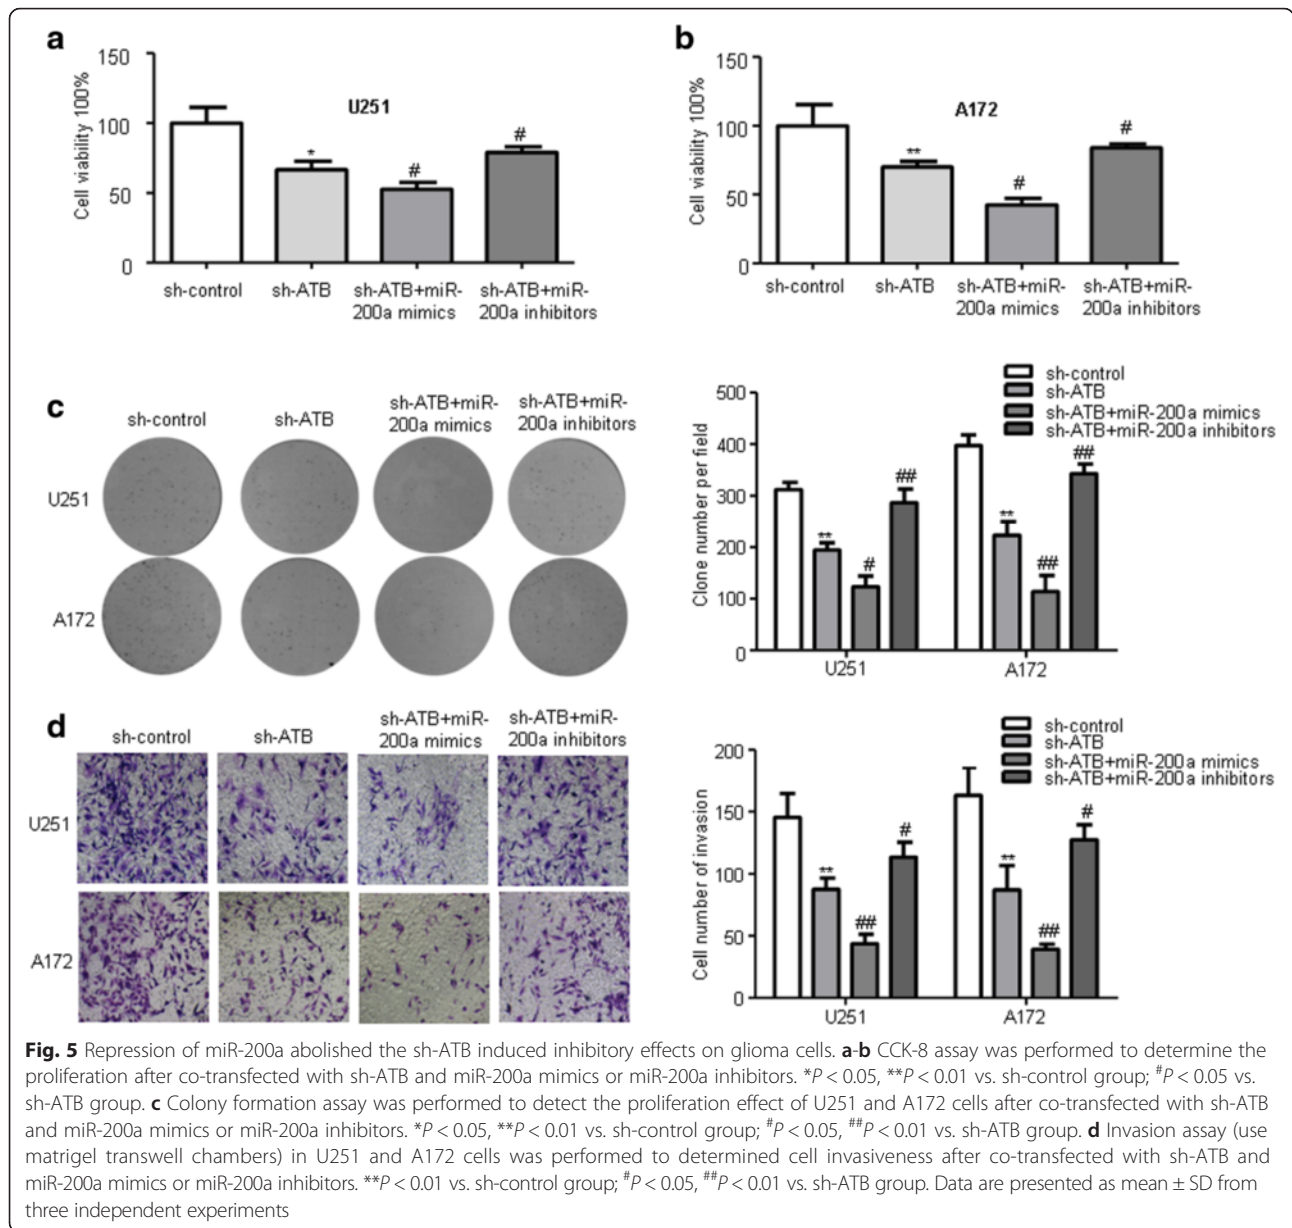 a
150
100
50
0
Cell viability 100%
U251
*
#
#
sh-control
sh-ATB
sh-ATB+miR-
200a mimics
sh-ATB+miR-
200a inhibitors
b
150
100
50
0
Cell viability 100%
A172
**
#
#
sh-control
sh-ATB
sh-ATB+miR-
200a mimics
sh-ATB+miR-
200a inhibitors
c
sh-control
sh-ATB
sh-ATB+miR-
200a mimics
sh-ATB+miR-
200a inhibitors
U251
A172
sh-control
sh-ATB
sh-ATB+miR-200a mimics
sh-ATB+miR-200a inhibitors
500
400
300
200
100
0
Clone number per field
**
#
##
**
##
##
U251
A172
d
sh-control
sh-ATB
sh-ATB+miR-
200a mimics
sh-ATB+miR-
200a inhibitors
U251
A172
sh-control
sh-ATB
sh-ATB+miR-200a mimics
sh-ATB+miR-200a inhibitors
200
150
100
50
0
Cell number of invasion
**
##
#
**
##
#
U251
A172
Fig. 5 Repression of miR-200a abolished the sh-ATB induced inhibitory effects on glioma cells. a-b CCK-8 assay was performed to determine the
proliferation after co-transfected with sh-ATB and miR-200a mimics or miR-200a inhibitors. *P < 0.05, **P < 0.01 vs. sh-control group; #P < 0.05 vs.
sh-ATB group. c Colony formation assay was performed to detect the proliferation effect of U251 and A172 cells after co-transfected with sh-ATB
and miR-200a mimics or miR-200a inhibitors. *P < 0.05, **P < 0.01 vs. sh-control group; #P < 0.05, ##P < 0.01 vs. sh-ATB group. d Invasion assay (use
matrigel transwell chambers) in U251 and A172 cells was performed to determined cell invasiveness after co-transfected with sh-ATB and
miR-200a mimics or miR-200a inhibitors. **P < 0.01 vs. sh-control group; #P < 0.05, ##P < 0.01 vs. sh-ATB group. Data are presented as mean ± SD from
three independent experiments